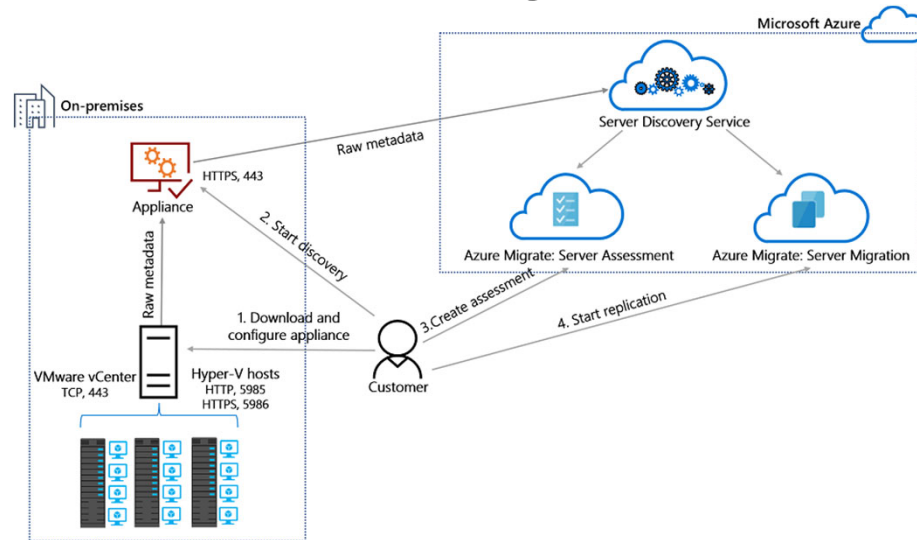 Microsoft Azure
On-premises
Server Discovery Service
Raw metadata
HTTPS, 443
Appliance
2. Start discovery
Azure Migrate: Server Assessment
Azure Migrate: Server Migration
Raw metadata
1. Download and
configure appliance
3.Create assessment
4. Start replication
VMware vCenter
TCP, 443
Hyper-V hosts
HTTP, 5985
HTTPS, 5986
Customer